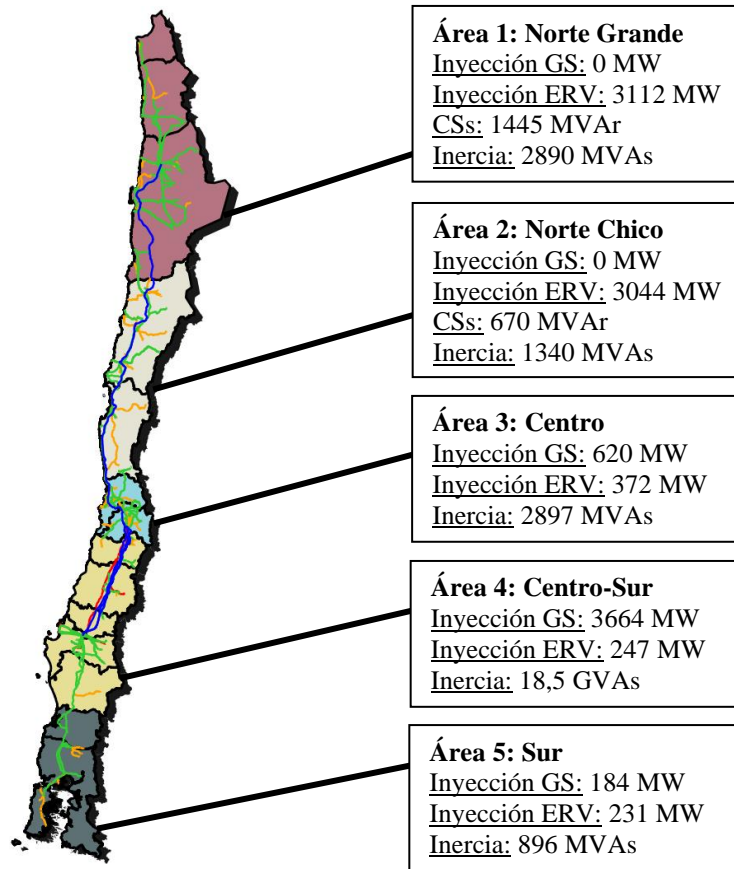 Área 1: Norte Grande
Inyección GS: 0 MW
Inyección ERV: 3112 MW
CSs: 1445 MVAr
Inercia: 2890 MVAs
Área 2: Norte Chico
Inyección GS: 0 MW
Inyección ERV: 3044 MW
CSs: 670 MVAr
Inercia: 1340 MVAs
Área 3: Centro
Inyección GS: 620 MW
Inyección ERV: 372 MW
Inercia: 2897 MVAs
Área 4: Centro-Sur
Inyección GS: 3664 MW
Inyección ERV: 247 MW
Inercia: 18,5 GVAs
Área 5: Sur
Inyección GS: 184 MW
Inyección ERV: 231 MW
Inercia: 896 MVAs